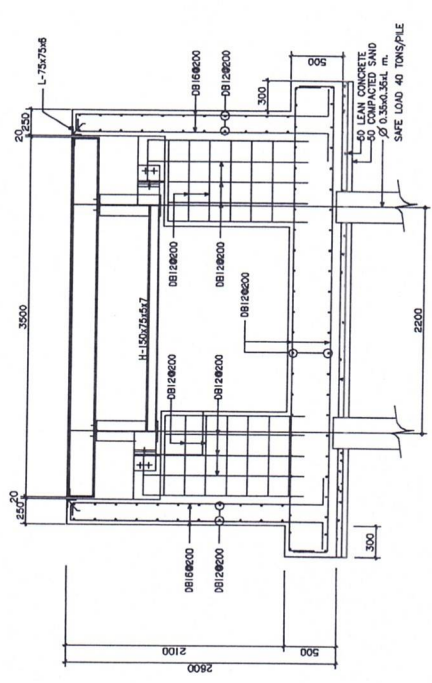 L-75x75x6
250
20
3500
20
250
H-150x75x5x7
DB16@200
DB12@200
DB12@200
DB12@200
DB12@200
DB12@200
DB12@200
DB16@200
DB12@200
300
500
50 LEAN CONCRETE
50 COMPACTED SAND
Ø 0.35x0.35xL m.
SAFE LOAD 40 TONS/PILE
2200
300
2100
500
2600